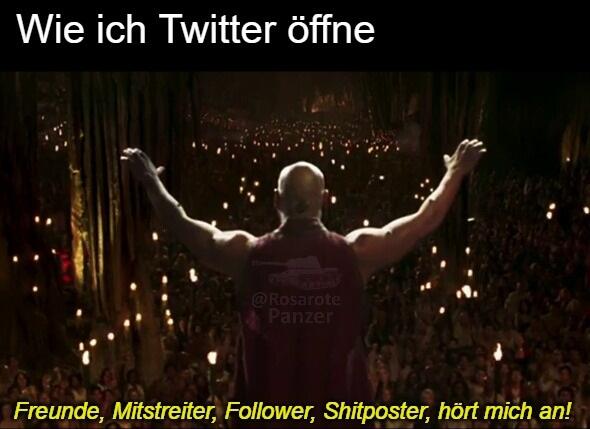 Wie ich Twitter öffne
@Rosarote
Panzer
Freunde, Mitstreiter, Follower, Shitposter, hört mich an!